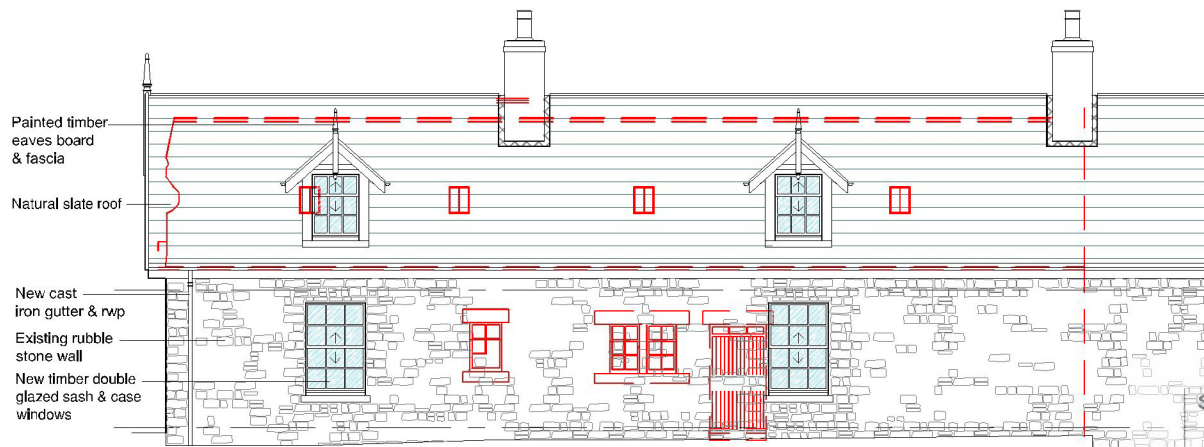 Painted timber
eaves board
& fascia
Natural slate roof
New cast
iron gutter & rwp
Existing rubble
stone wall
New timber double
glazed sash & case
windows
S